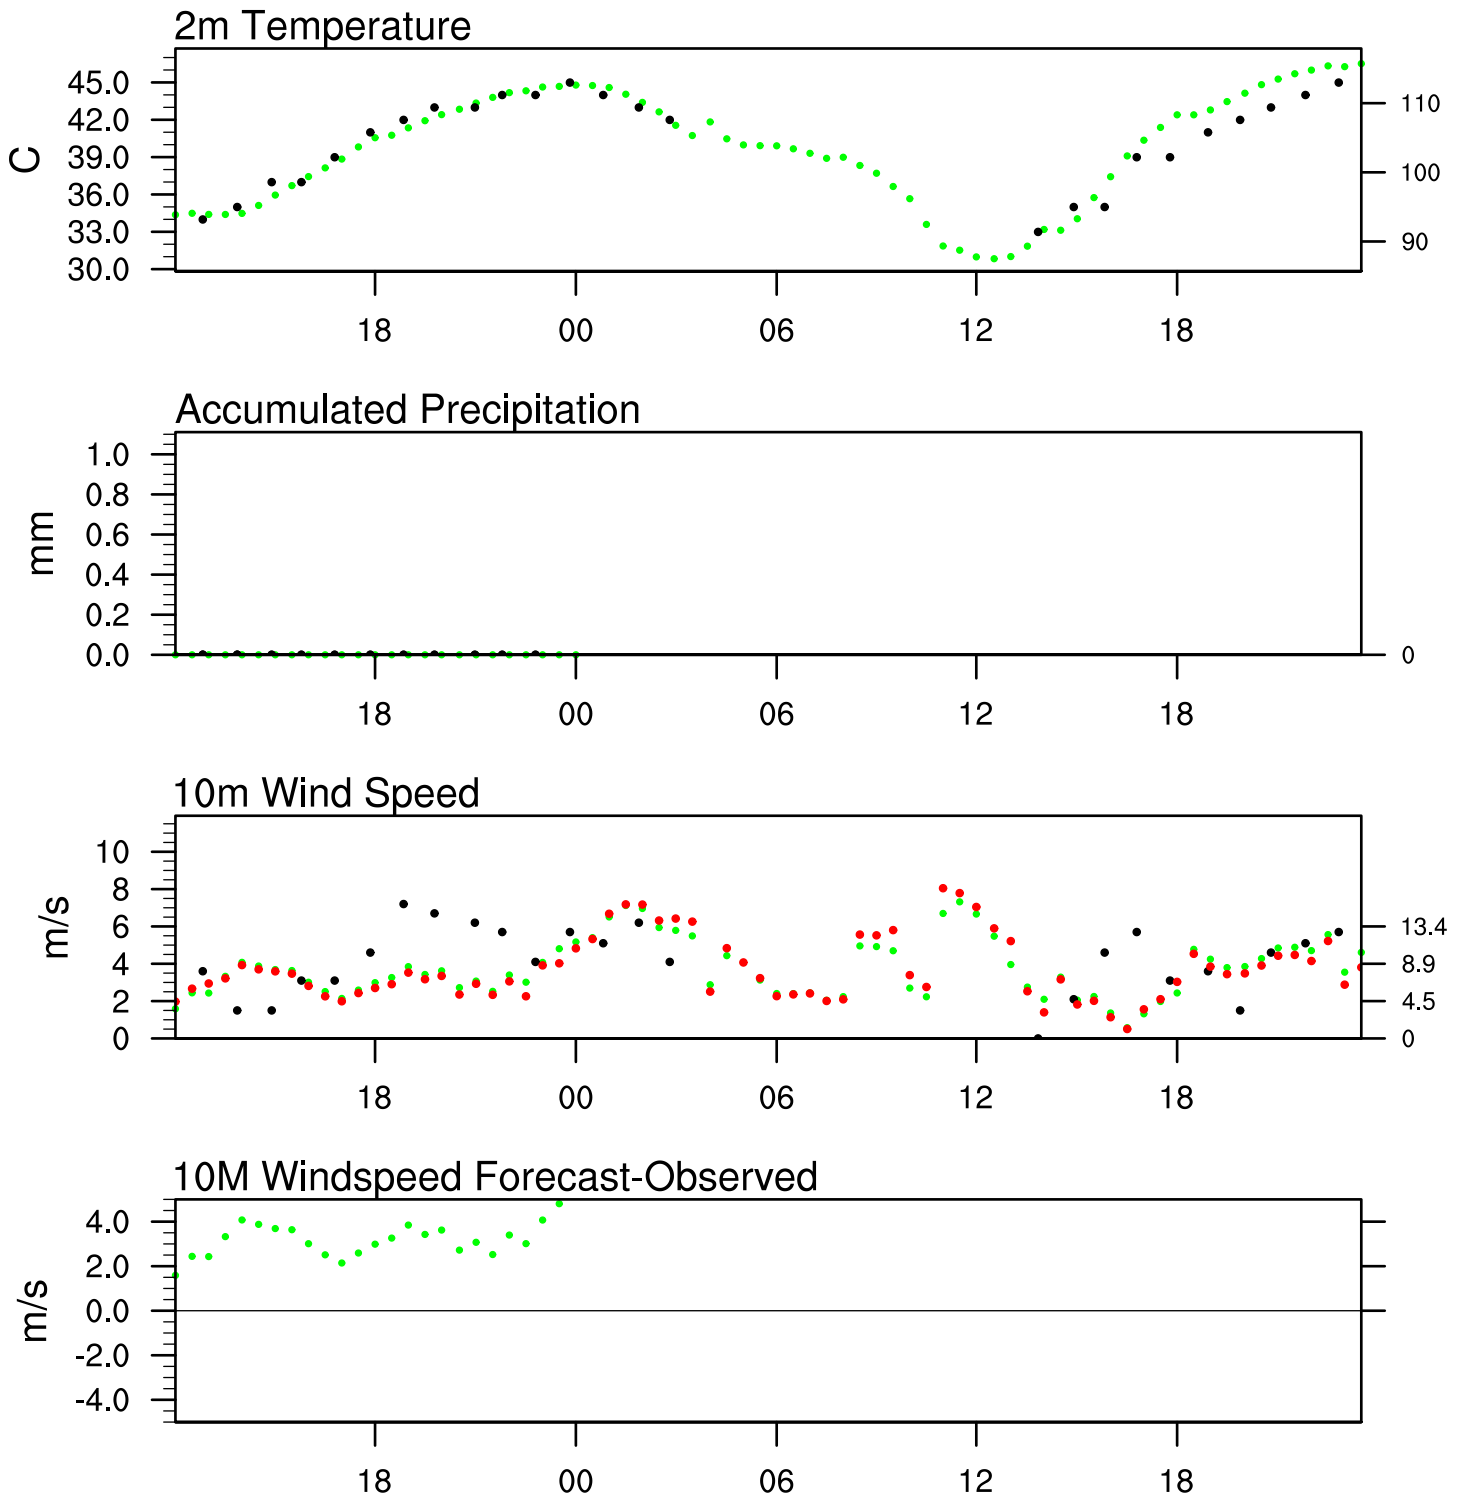 2m Temperature
C
45.0
42.0
39.0
36.0
33.0
30.0
110
100
90
18 00 06 12 18
Accumulated Precipitation
mm
1.0
0.8
0.6
0.4
0.2
0.0
0
18 00 06 12 18
10m Wind Speed
m/s
10
8
6
4
2
0
13.4
8.9
4.5
0
18 00 06 12 18
10M Windspeed Forecast-Observed
m/s
4.0
2.0
0.0
-2.0
-4.0
18 00 06 12 18